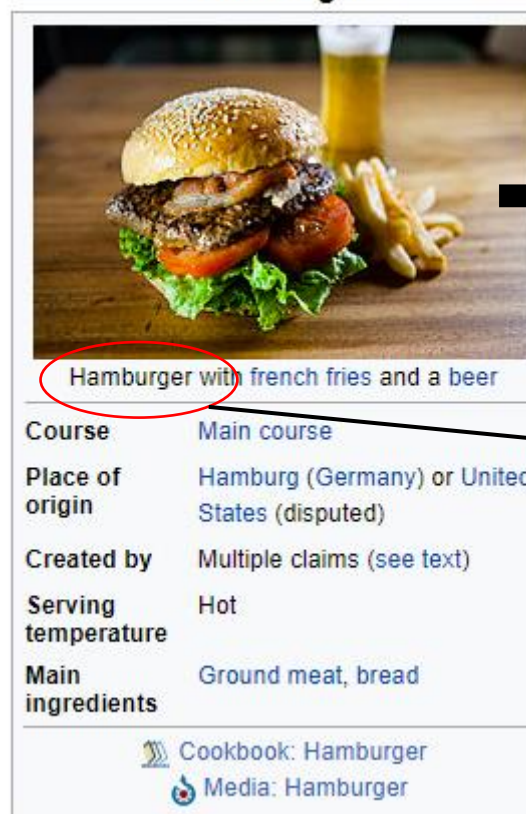 Hamburger with french fries and a beer
Course Main course
Place of origin Hamburg (Germany) or United States (disputed)
Created by Multiple claims (see text)
Serving temperature Hot
Main ingredients Ground meat, bread
Cookbook: Hamburger
Media: Hamburger